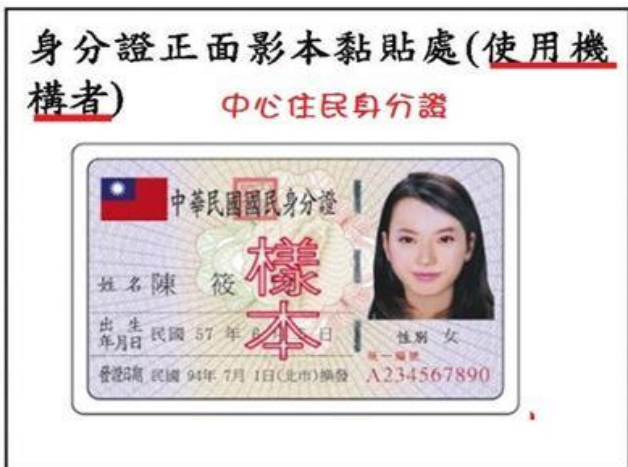 身分證正面影本黏貼處(使用機
構者)
中心住民身分證
中華民國國民身分證
樣本
姓名 陳 筱
出生年月日 民國 57 年 6 日
性別 女
統一編號
發證日期 民國 94年 7月 1日(北市)換發
A234567890